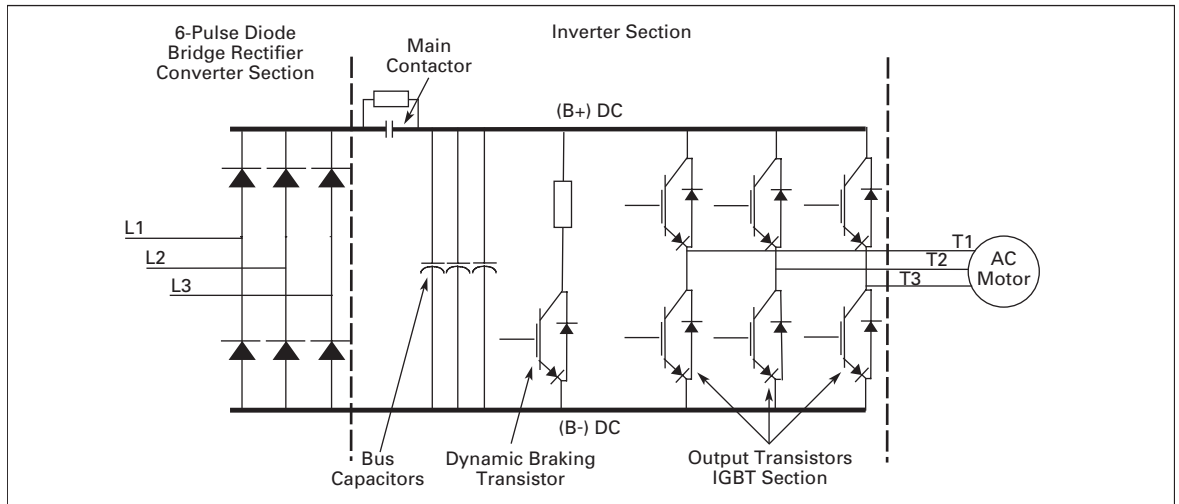 6-Pulse Diode
Bridge Rectifier
Converter Section
Inverter Section
Main
Contactor
(B+) DC
L1
L2
L3
T1
T2
T3
AC
Motor
(B-) DC
Bus
Capacitors
Dynamic Braking
Transistor
Output Transistors
IGBT Section